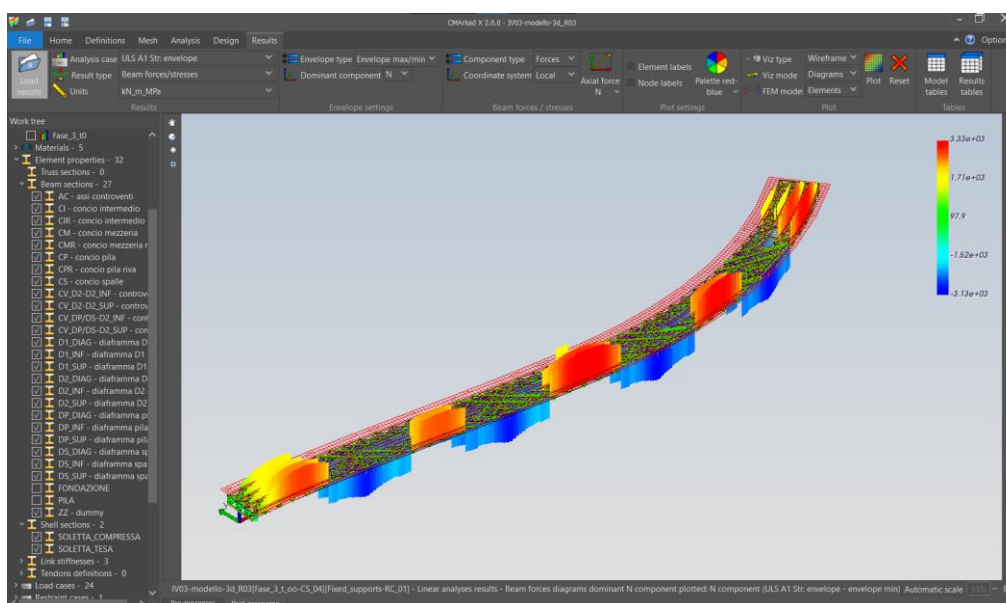 CMArkad X 2.0.0 - IV03-modello-3d_R03
File Home Definitions Mesh Analysis Design Results Option
Load results
Analysis case ULS A1 Str: envelope
Result type Beam forces/stresses
Units kN_m_MPa
Results
Envelope type Envelope max/min
Dominant component N
Envelope settings
Component type Forces
Coordinate system Local
Axial force N
Beam forces / stresses
Element labels
Node labels
Palette red-blue
Plot settings
Viz type Wireframe
Viz mode Diagrams
FEM model Elements
Plot Reset
Plot
Model tables
Results tables
Tables
Work tree
Fase_3_t0
Materials - 5
Element properties - 32
Truss sections - 0
Beam sections - 27
AC - assi controventi
CI - concio intermedio
CIR - concio intermedio
CM - concio mezzeria
CMR - concio mezzeria r
CP - concio pila
CPR - concio pila riva
CS - concio spalle
CV_D2-D2_INF - controv
CV_D2-D2_SUP - controv
CV_DP/DS-D2_INF - cont
CV_DP/DS-D2_SUP - con
D1_DIAG - diaframma D
D1_INF - diaframma D1
D1_SUP - diaframma D1
D2_DIAG - diaframma D
D2_INF - diaframma D2
D2_SUP - diaframma D2
DP_DIAG - diaframma p
DP_INF - diaframma pila
DP_SUP - diaframma pil
DS_DIAG - diaframma sp
DS_INF - diaframma spa
DS_SUP - diaframma spa
FONDAZIONE
PILA
ZZ - dummy
Shell sections - 2
SOLETTA_COMPRESSA
SOLETTA_TESA
Link stiffnesses - 3
Tendons definitions - 0
Load cases - 24
Restraint cases - 1
3.33e+03
1.71e+03
97.9
-1.52e+03
-3.13e+03
IV03-modello-3d_R03[Fase_3_t_oo-CS_04][Fixed_supports-RC_01] - Linear analyses results - Beam forces diagrams dominant N component plotted: N component (ULS A1 Str: envelope - envelope min) Automatic scale 33%